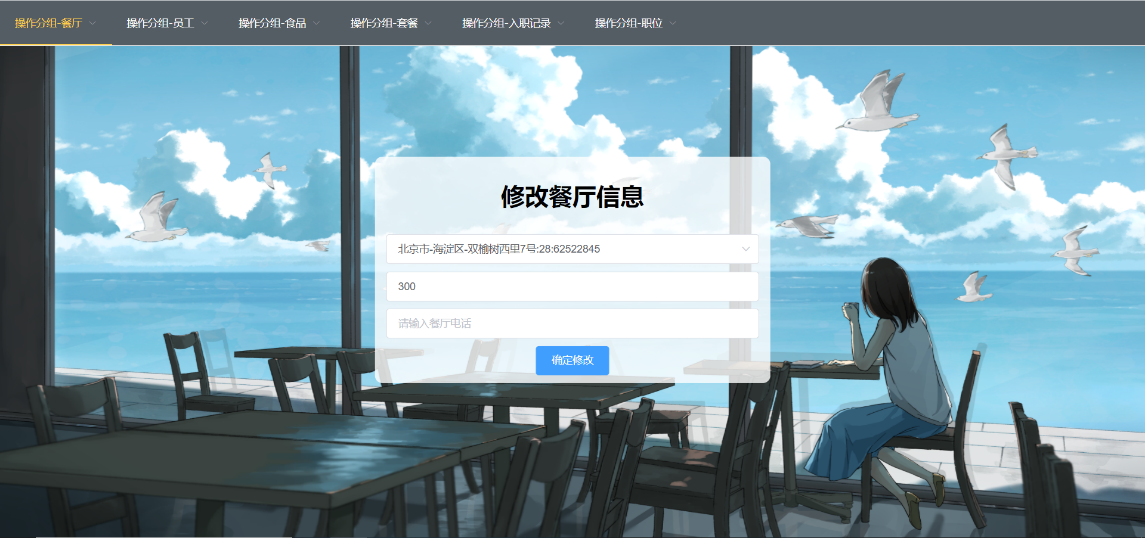 操作分组-餐厅 操作分组-员工 操作分组-食品 操作分组-套餐 操作分组-入职记录 操作分组-职位
修改餐厅信息
北京市-海淀区-双榆树西里7号:28:62522845
300
请输入餐厅电话
确定修改